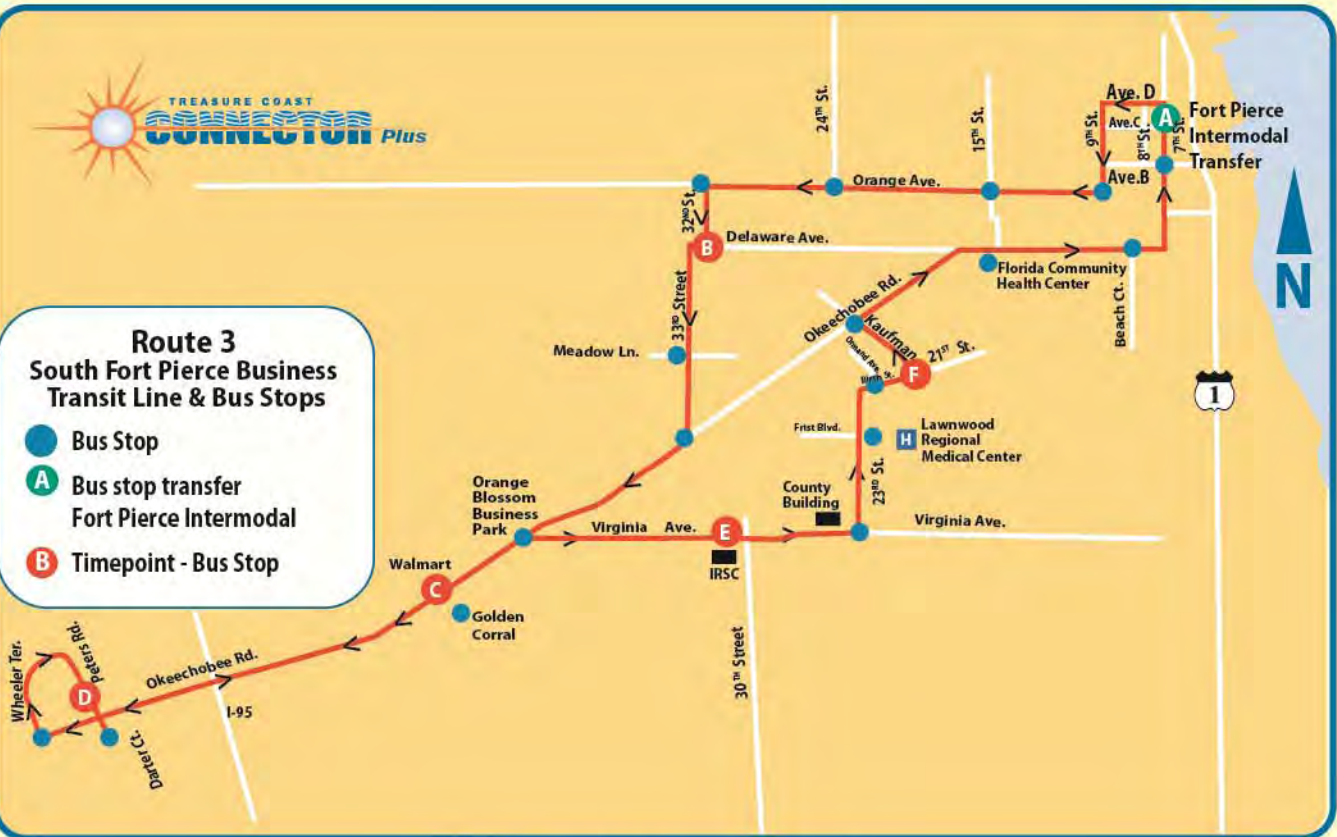 TREASURE COAST
CONNECTOR Plus
24TH St.
15TH St.
Ave. D
9TH St.
Ave.C
8TH St.
7TH St.
A
Fort Pierce
Intermodal
Transfer
Ave.B
Orange Ave.
32ND St.
B
Delaware Ave.
N
33RD Street
Okeechobee Rd.
Florida Community
Health Center
Beach Ct.
Meadow Ln.
Kaufman
21ST St.
F
1
Route 3
South Fort Pierce Business
Transit Line & Bus Stops
Bus Stop
A Bus stop transfer
Fort Pierce Intermodal
B Timepoint - Bus Stop
Frist Blvd.
H
Lawnwood
Regional
Medical Center
23RD St.
Orange
Blossom
Business
Park
County
Building
Virginia Ave.
E
Virginia Ave.
IRSC
Walmart
C
Golden
Corral
30TH Street
Wheeler Ter.
Peters Rd.
D
Okeechobee Rd.
I-95
Darter Ct.